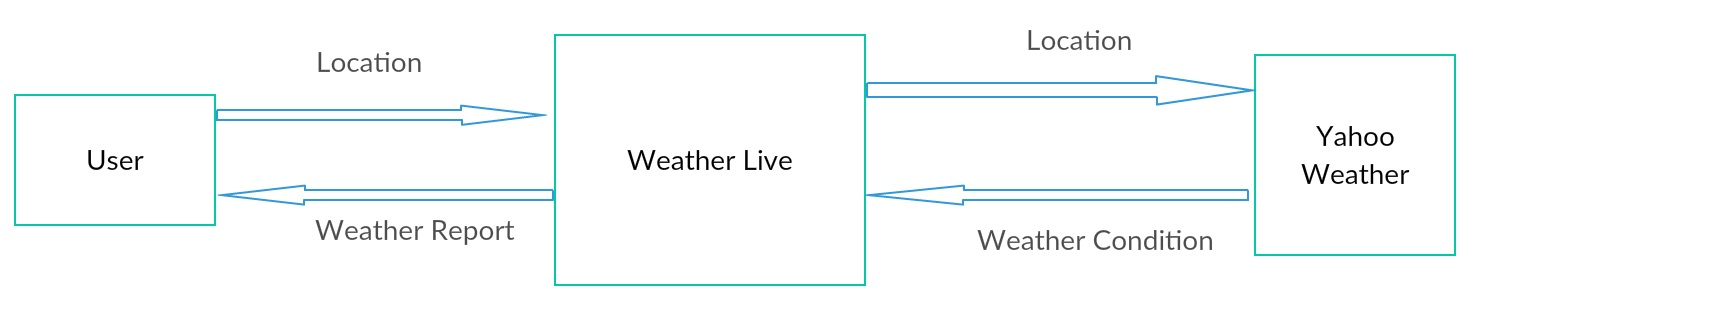 Location
Location
User
Weather Live
Yahoo
Weather
Weather Report
Weather Condition